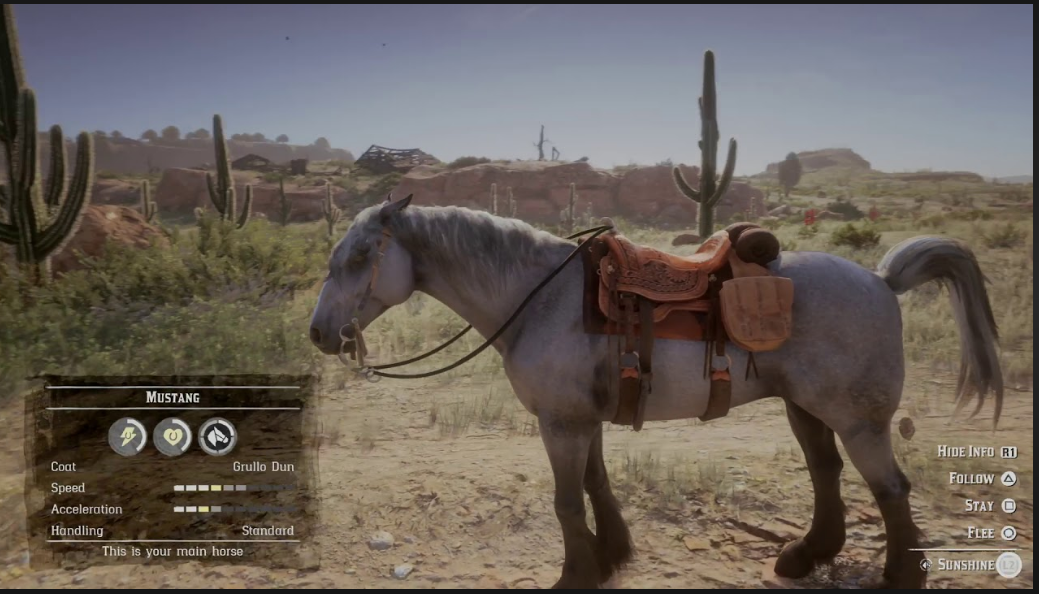 Mustang
Coat Grullo Dun
Speed
Acceleration
Handling Standard
This is your main horse
Hide Info R1
Follow
Stay
Flee
Sunshine L2